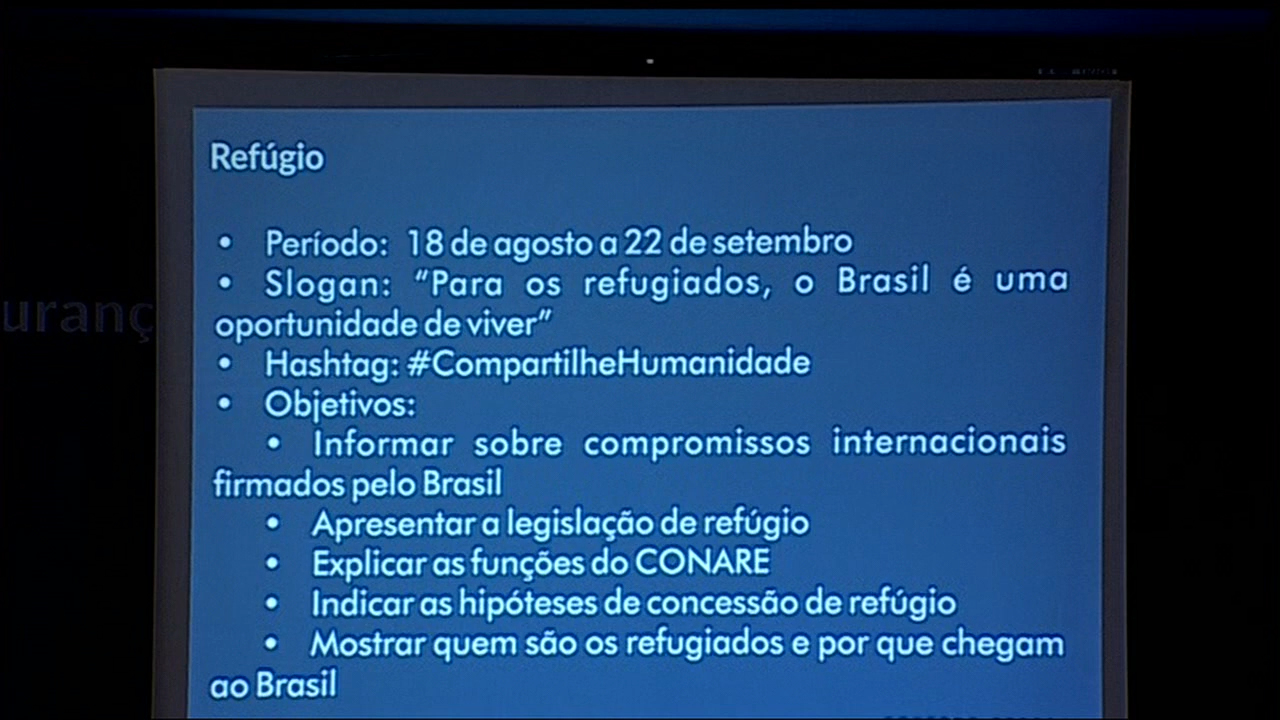 Refúgio
• Período: 18 de agosto a 22 de setembro
• Slogan: “Para os refugiados, o Brasil é uma
oportunidade de viver”
• Hashtag: #CompartilheHumanidade
• Objetivos:
• Informar sobre compromissos internacionais
firmados pelo Brasil
• Apresentar a legislação de refúgio
• Explicar as funções do CONARE
• Indicar as hipóteses de concessão de refúgio
• Mostrar quem são os refugiados e por que chegam
ao Brasil
uranç